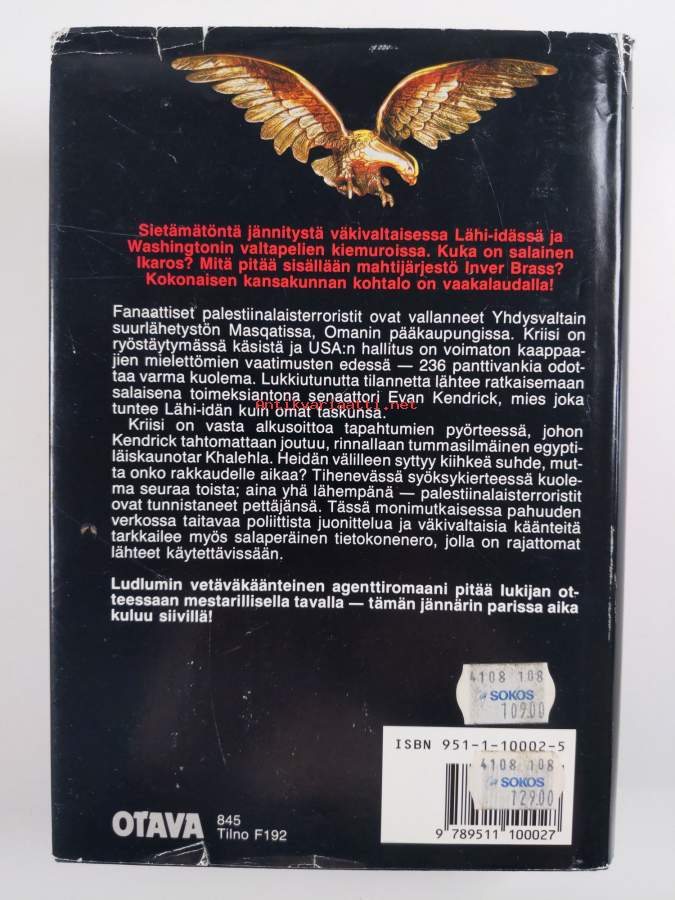 Sietämätöntä jännitystä väkivaltaisessa Lähi-idässä ja
Washingtonin valtapelien kiemuroissa. Kuka on salainen
Ikaros? Mitä pitää sisällään mahtijärjestö Inver Brass?
Kokonaisen kansakunnan kohtalo on vaakalaudalla!
Fanaattiset palestiinalaisterroristit ovat vallanneet Yhdysvaltain
suurlähetystön Masqatissa, Omanin pääkaupungissa. Kriisi on
ryöstäytymässä käsistä ja USA:n hallitus on voimaton kaappaa-
jien mielettömien vaatimusten edessä — 236 panttivankia odot-
taa varma kuolema. Lukkiutunutta tilannetta lähtee ratkaisemaan
salaisena toimeksiantona senaattori Evan Kendrick, mies joka
tuntee Lähi-idän kuin omat taskunsa.
Antikvariaatti.net
Kriisi on vasta alkusoittoa tapahtumien pyörteessä, johon
Kendrick tahtomattaan joutuu, rinnallaan tummasilmäinen egypti-
läiskaunotar Khalehla. Heidän välilleen syttyy kiihkeä suhde, mut-
ta onko rakkaudelle aikaa? Tihenevässä syöksykierteessä kuole-
ma seuraa toista; aina yhä lähempänä — palestiinalaisterroristit
ovat tunnistaneet pettäjänsä. Tässä monimutkaisessa pahuuden
verkossa taitavaa poliittista juonittelua ja väkivaltaisia käänteitä
tarkkailee myös salaperäinen tietokonenero, jolla on rajattomat
lähteet käytettävissään.
Ludlumin vetäväkäänteinen agenttiromaani pitää lukijan ot-
teessaan mestarillisella tavalla — tämän jännärin parissa aika
kuluu siivillä!
4108 108
SOKOS
109.00
ISBN 951-1-10002-5
4108 108
SOKOS
129.00
9 789511 100027
OTAVA
845
Tilno F192